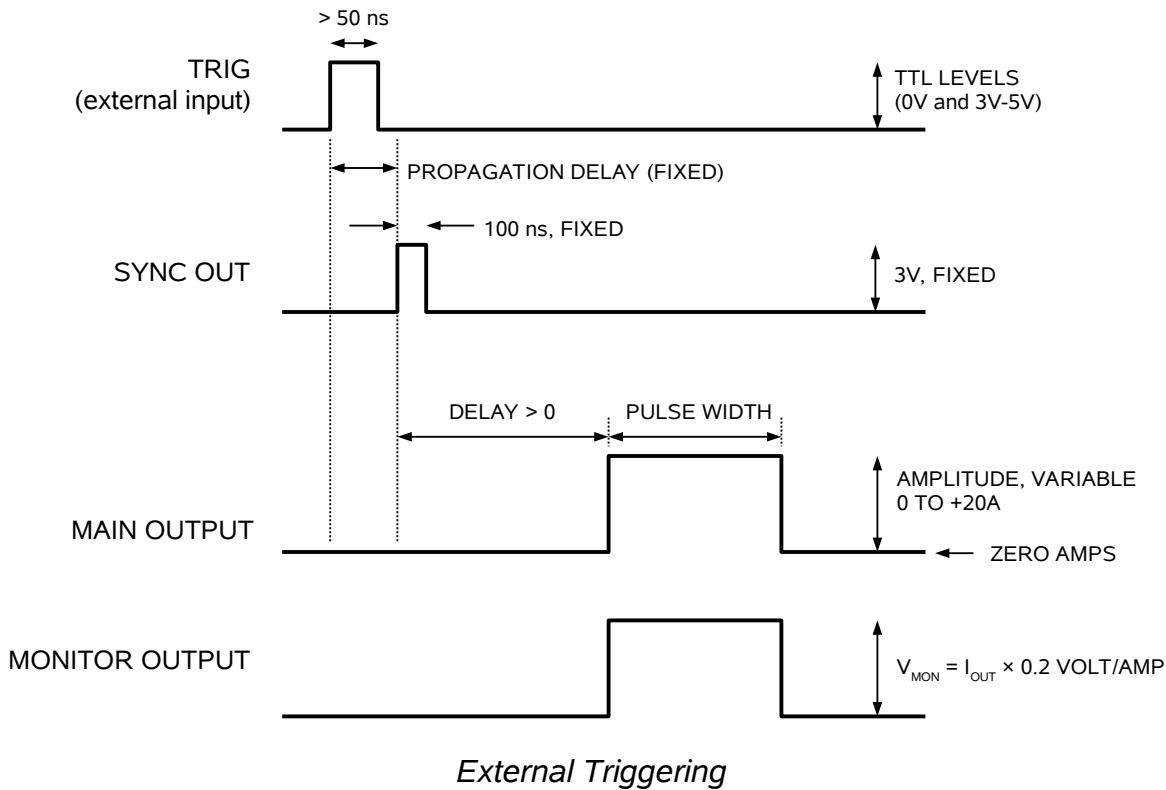 > 50 ns
TRIG
(external input)
TTL LEVELS
(0V and 3V-5V)
PROPAGATION DELAY (FIXED)
100 ns, FIXED
SYNC OUT
3V, FIXED
DELAY > 0
PULSE WIDTH
AMPLITUDE, VARIABLE
0 TO +20A
MAIN OUTPUT
ZERO AMPS
MONITOR OUTPUT
VMON = IOUT × 0.2 VOLT/AMP
External Triggering